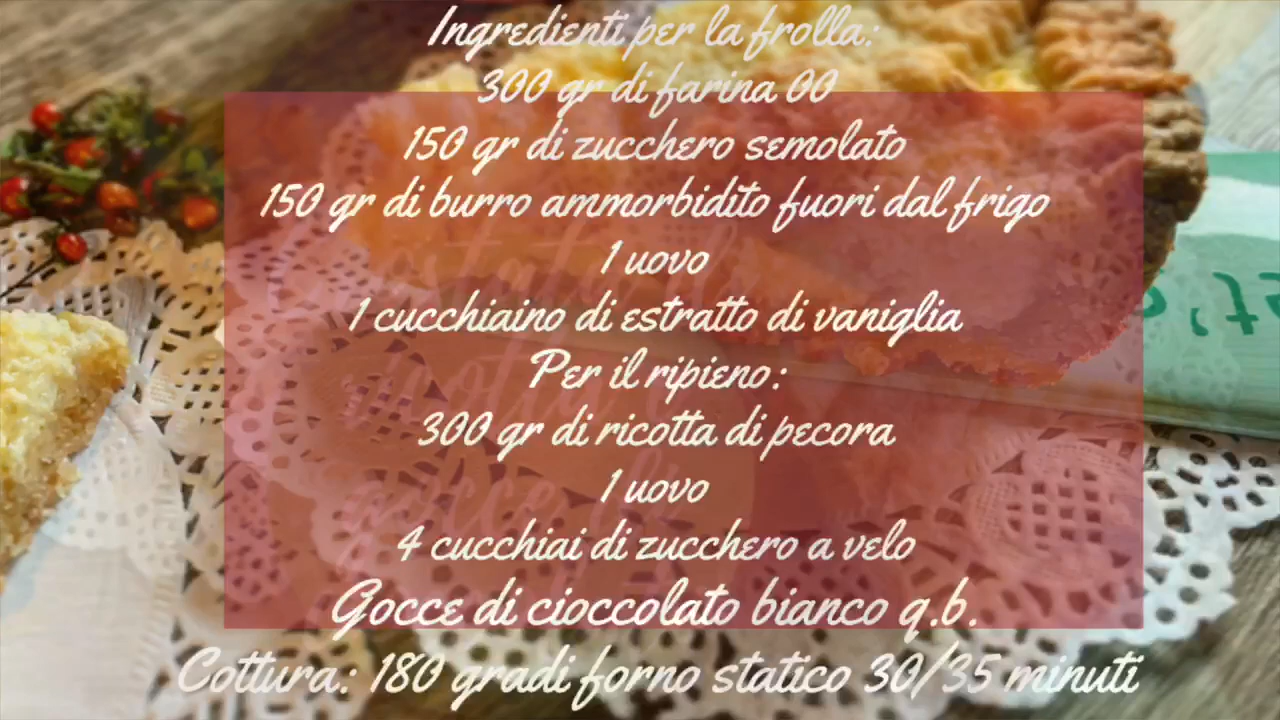 Ingredienti per la frolla:
300 gr di farina 00
150 gr di zucchero semolato
150 gr di burro ammorbidito fuori dal frigo
1 uovo
1 cucchiaino di estratto di vaniglia
Per il ripieno:
300 gr di ricotta di pecora
1 uovo
4 cucchiai di zucchero a velo
Gocce di cioccolato bianco q.b.
Cottura: 180 gradi forno statico 30/35 minuti